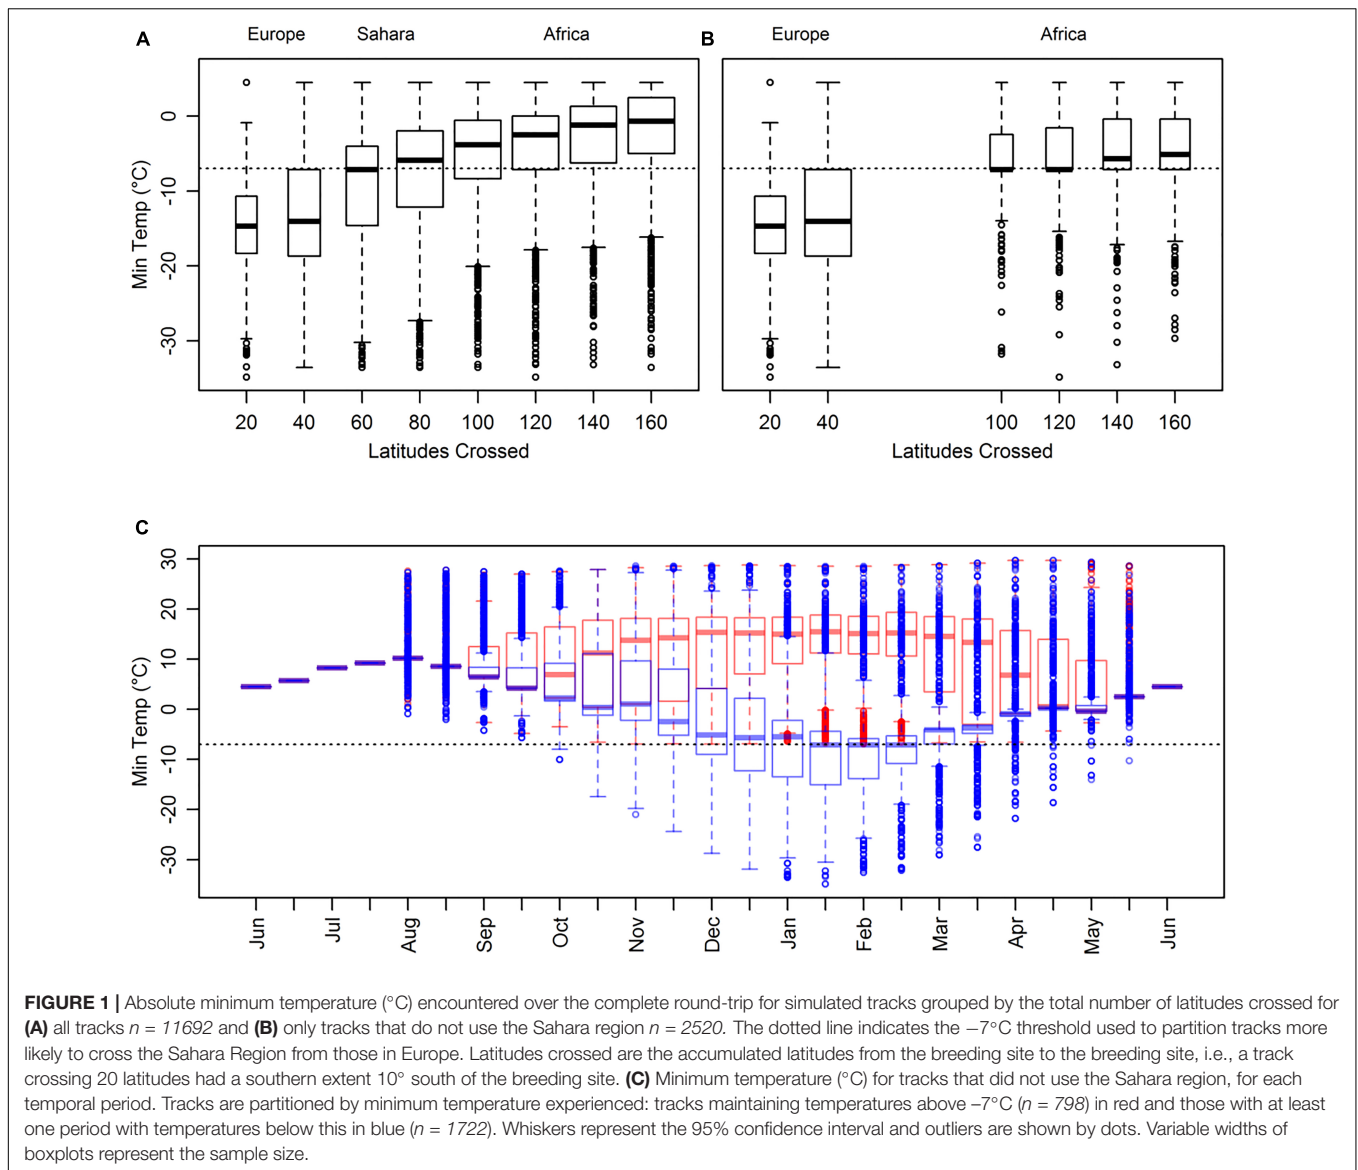 A Europe Sahara Africa
B Europe Africa
Min Temp (°C)
0
-10
-20
-30
20 40 60 80 100 120 140 160
Latitudes Crossed
Min Temp (°C)
0
-10
-20
-30
20 40 100 120 140 160
Latitudes Crossed
C
Min Temp (°C)
30
20
10
0
-10
-20
-30
Jun Jul Aug Sep Oct Nov Dec Jan Feb Mar Apr May Jun
FIGURE 1 | Absolute minimum temperature (°C) encountered over the complete round-trip for simulated tracks grouped by the total number of latitudes crossed for
(A) all tracks n = 11692 and (B) only tracks that do not use the Sahara region n = 2520. The dotted line indicates the −7°C threshold used to partition tracks more
likely to cross the Sahara Region from those in Europe. Latitudes crossed are the accumulated latitudes from the breeding site to the breeding site, i.e., a track
crossing 20 latitudes had a southern extent 10° south of the breeding site. (C) Minimum temperature (°C) for tracks that did not use the Sahara region, for each
temporal period. Tracks are partitioned by minimum temperature experienced: tracks maintaining temperatures above –7°C (n = 798) in red and those with at least
one period with temperatures below this in blue (n = 1722). Whiskers represent the 95% confidence interval and outliers are shown by dots. Variable widths of
boxplots represent the sample size.